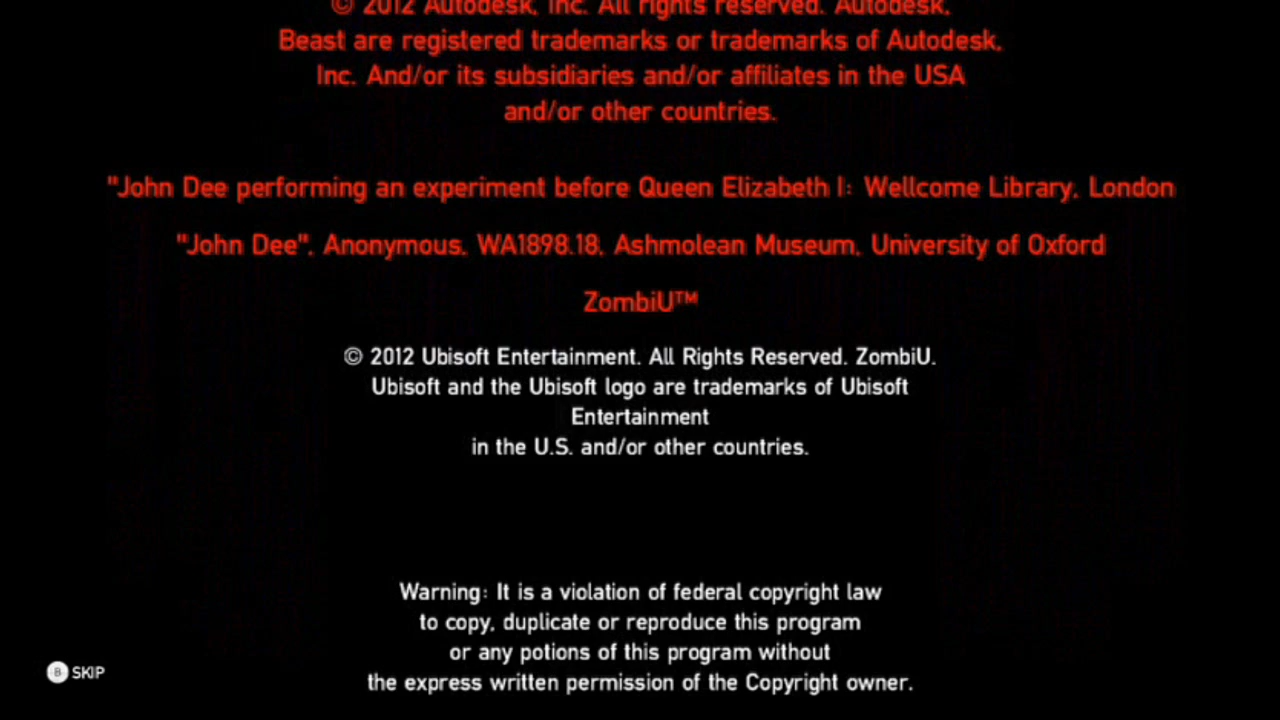 © 2012 Autodesk, Inc. All rights reserved. Autodesk,
Beast are registered trademarks or trademarks of Autodesk,
Inc. And/or its subsidiaries and/or affiliates in the USA
and/or other countries.
"John Dee performing an experiment before Queen Elizabeth I: Wellcome Library, London
"John Dee", Anonymous, WA1898.18, Ashmolean Museum, University of Oxford
ZombiU™
© 2012 Ubisoft Entertainment. All Rights Reserved. ZombiU.
Ubisoft and the Ubisoft logo are trademarks of Ubisoft
Entertainment
in the U.S. and/or other countries.
Warning: It is a violation of federal copyright law
to copy, duplicate or reproduce this program
or any potions of this program without
the express written permission of the Copyright owner.
B SKIP